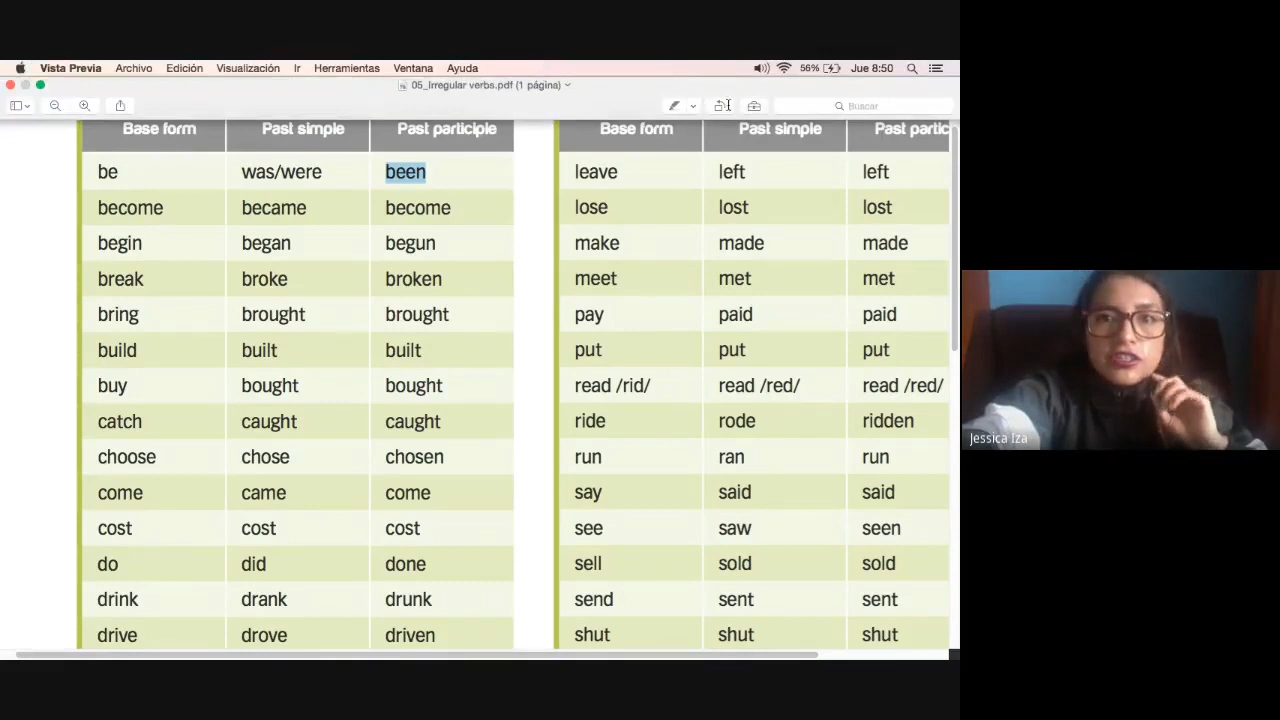 Vista Previa Archivo Edición Visualización Ir Herramientas Ventana Ayuda 56% Jue 8:50
05_Irregular verbs.pdf (1 página)
Buscar
Base form Past simple Past participle Base form Past simple Past partic
be was/were been leave left left
become became become lose lost lost
begin began begun make made made
break broke broken meet met met
bring brought brought pay paid paid
build built built put put put
buy bought bought read /rid/ read /red/ read /red/
catch caught caught ride rode ridden
choose chose chosen run ran run
come came come say said said
cost cost cost see saw seen
do did done sell sold sold
drink drank drunk send sent sent
drive drove driven shut shut shut
Jessica Iza